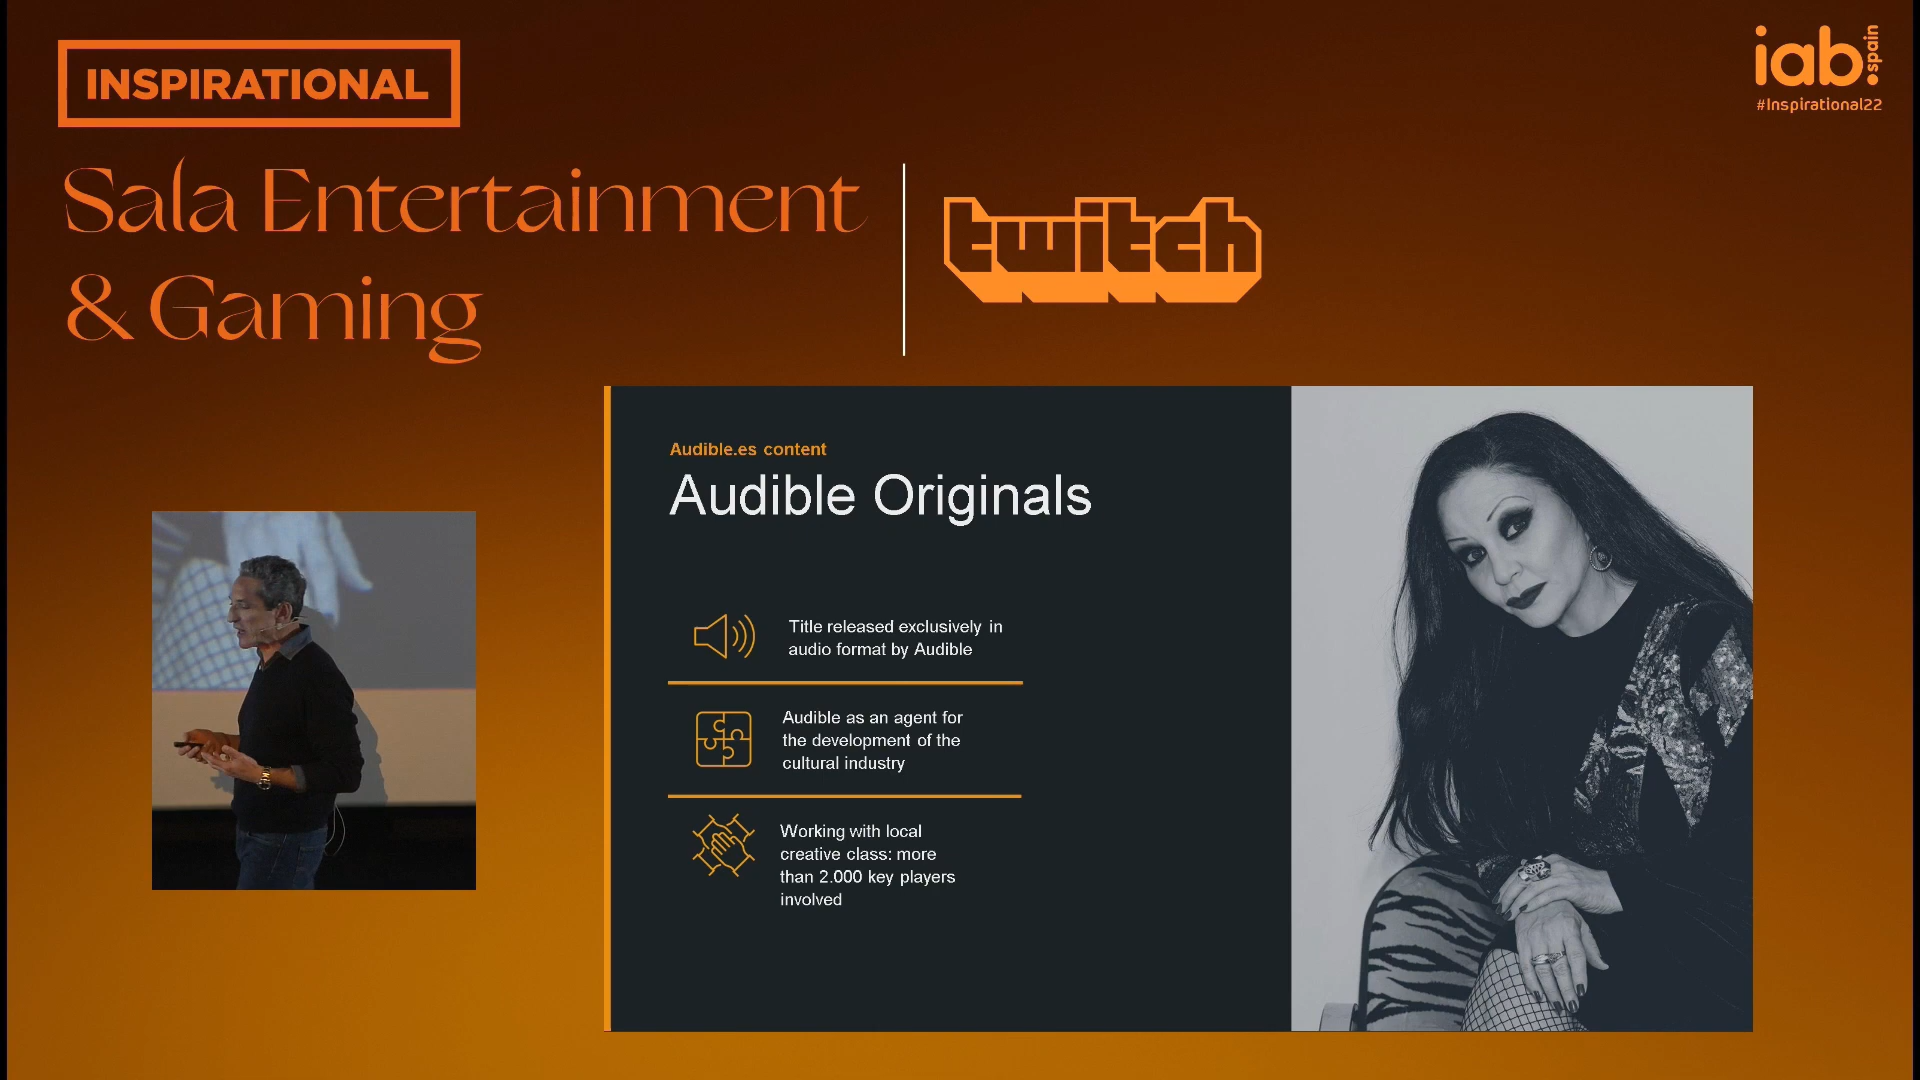 INSPIRATIONAL
iab.spain
#Inspirational22
Sala Entertainment
& Gaming
twitch
Audible.es content
Audible Originals
Title released exclusively in
audio format by Audible
Audible as an agent for
the development of the
cultural industry
Working with local
creative class: more
than 2.000 key players
involved